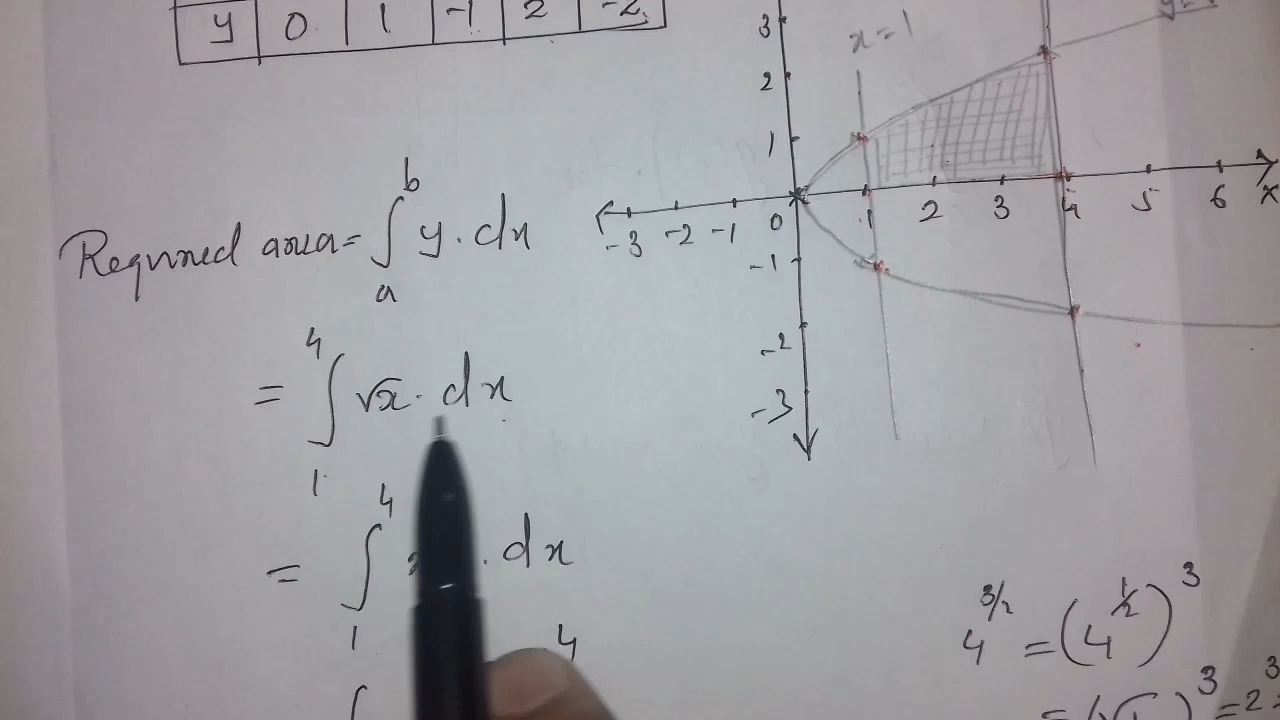 y 0 1 -1 2 -2
3
x=1
2
1
Required area = ∫ₐᵇ y.dx
-3 -2 -1 0 1 2 3 4 5 6 x
-1
= ∫₁⁴ √x.dx
-2
-3
= ∫₁⁴ .dx
4^3/2 = (4^1/2)^3
4
∫